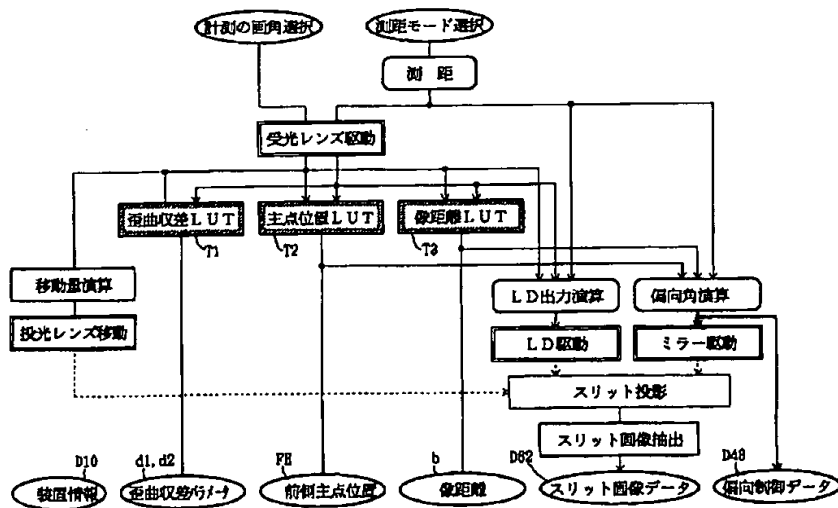 計測の画角選択
測距モード選択
測 距
受光レンズ駆動
歪曲収差LUT
主点位置LUT
像距離LUT
T1
T2
T3
移動量演算
LD出力演算
偏向角演算
投光レンズ移動
LD駆動
ミラー駆動
スリット投影
スリット画像抽出
D10
d1,d2
FH
b
D62
D43
装置情報
歪曲収差パラメータ
前側主点位置
像距離
スリット画像データ
偏向制御データ